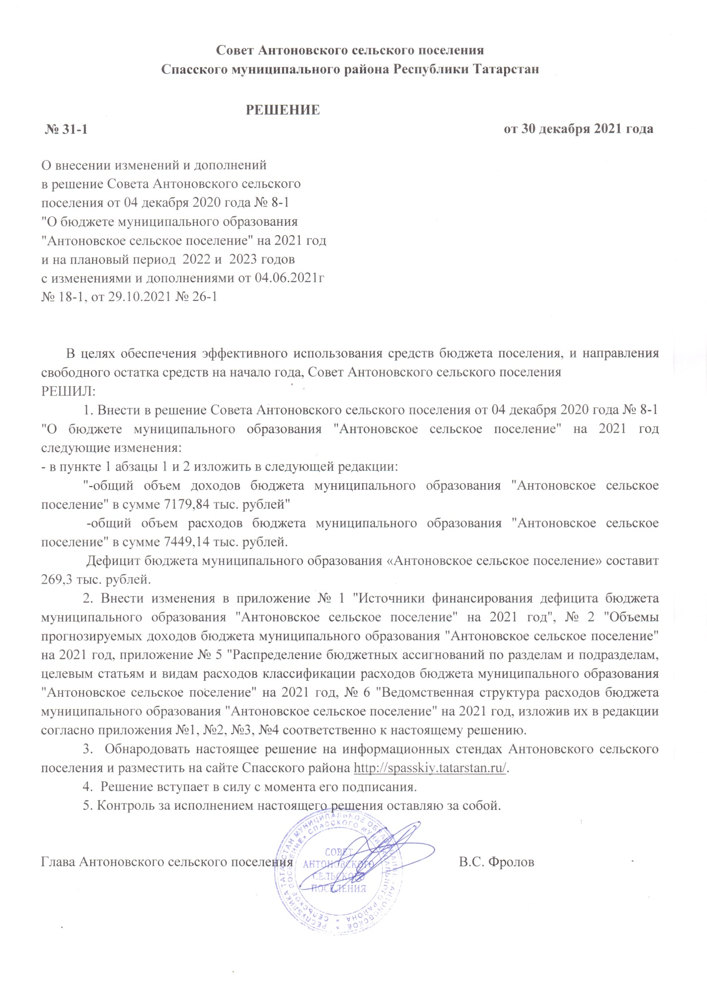 Совет Антоновского сельского поселения
Спасского муниципального района Республики Татарстан
РЕШЕНИЕ
№ 31-1 от 30 декабря 2021 года
О внесении изменений и дополнений
в решение Совета Антоновского сельского
поселения от 04 декабря 2020 года № 8-1
"О бюджете муниципального образования
"Антоновское сельское поселение" на 2021 год
и на плановый период 2022 и 2023 годов
с изменениями и дополнениями от 04.06.2021г
№ 18-1, от 29.10.2021 № 26-1
В целях обеспечения эффективного использования средств бюджета поселения, и направления
свободного остатка средств на начало года, Совет Антоновского сельского поселения
РЕШИЛ:
1. Внести в решение Совета Антоновского сельского поселения от 04 декабря 2020 года № 8-1
"О бюджете муниципального образования "Антоновское сельское поселение" на 2021 год
следующие изменения:
- в пункте 1 абзацы 1 и 2 изложить в следующей редакции:
"-общий объем доходов бюджета муниципального образования "Антоновское сельское
поселение" в сумме 7179,84 тыс. рублей"
-общий объем расходов бюджета муниципального образования "Антоновское сельское
поселение" в сумме 7449,14 тыс. рублей.
Дефицит бюджета муниципального образования «Антоновское сельское поселение» составит
269,3 тыс. рублей.
2. Внести изменения в приложение № 1 "Источники финансирования дефицита бюджета
муниципального образования "Антоновское сельское поселение" на 2021 год", № 2 "Объемы
прогнозируемых доходов бюджета муниципального образования "Антоновское сельское поселение"
на 2021 год, приложение № 5 "Распределение бюджетных ассигнований по разделам и подразделам,
целевым статьям и видам расходов классификации расходов бюджета муниципального образования
"Антоновское сельское поселение" на 2021 год, № 6 "Ведомственная структура расходов бюджета
муниципального образования "Антоновское сельское поселение" на 2021 год, изложив их в редакции
согласно приложения №1, №2, №3, №4 соответственно к настоящему решению.
3. Обнародовать настоящее решение на информационных стендах Антоновского сельского
поселения и разместить на сайте Спасского района http://spasskiy.tatarstan.ru/.
4. Решение вступает в силу с момента его подписания.
5. Контроль за исполнением настоящего решения оставляю за собой.
Глава Антоновского сельского поселения В.С. Фролов
РЕСПУБЛИКА ТАТАРСТАН МУНИЦИПАЛЬНОЕ ОБРАЗОВАНИЕ «АНТОНОВСКОЕ
СЕЛЬСКОЕ ПОСЕЛЕНИЕ» СПАССКОГО МУНИЦИПАЛЬНОГО РАЙОНА
СОВЕТ
АНТОНОВСКОГО
СЕЛЬСКОГО
ПОСЕЛЕНИЯ